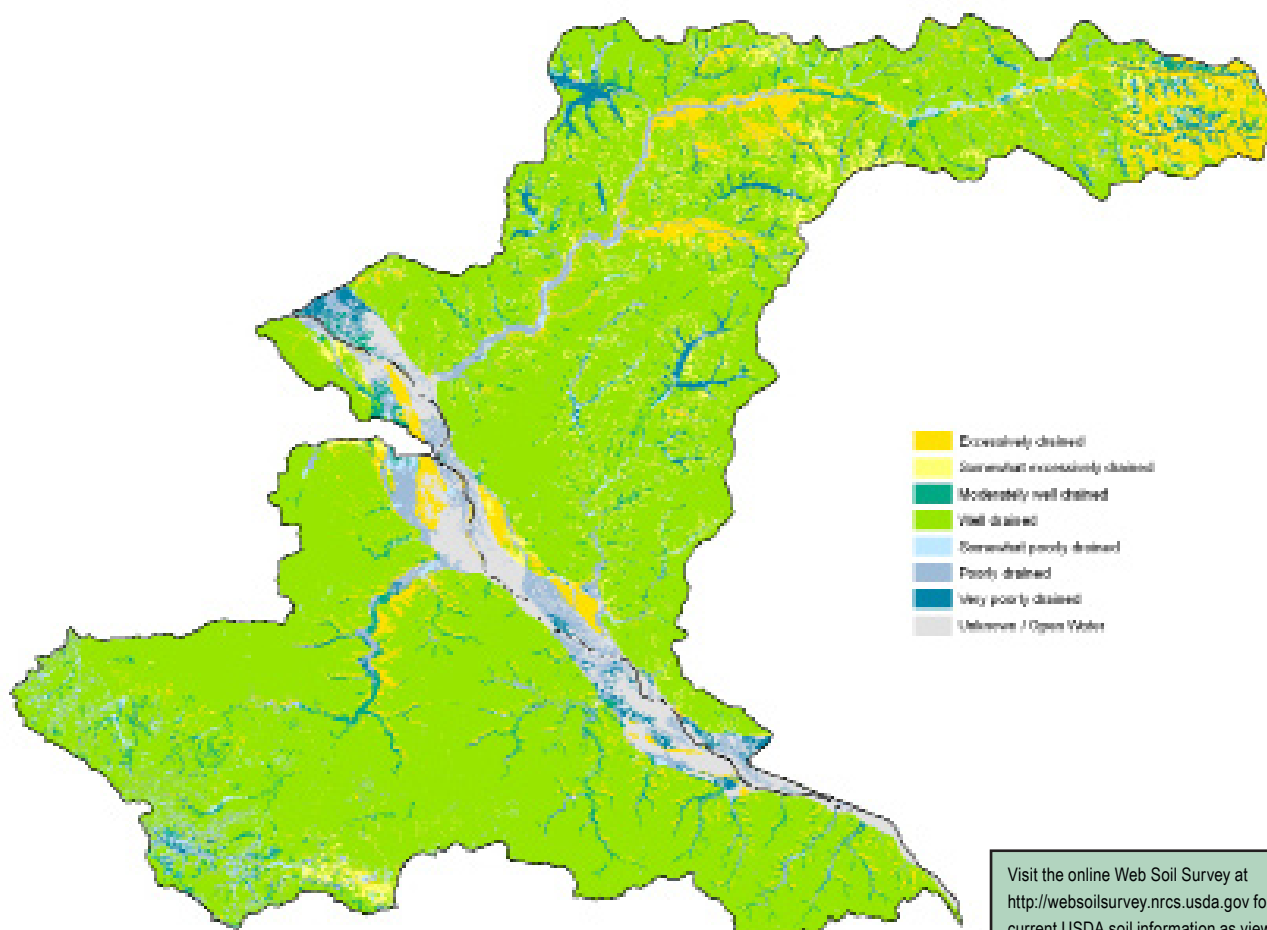 Excessively drained
Somewhat excessively drained
Moderately well drained
Well drained
Somewhat poorly drained
Poorly drained
Very poorly drained
Unknown / Open Water
Visit the online Web Soil Survey at
http://websoilsurvey.nrcs.usda.gov fo
current USDA soil information as view